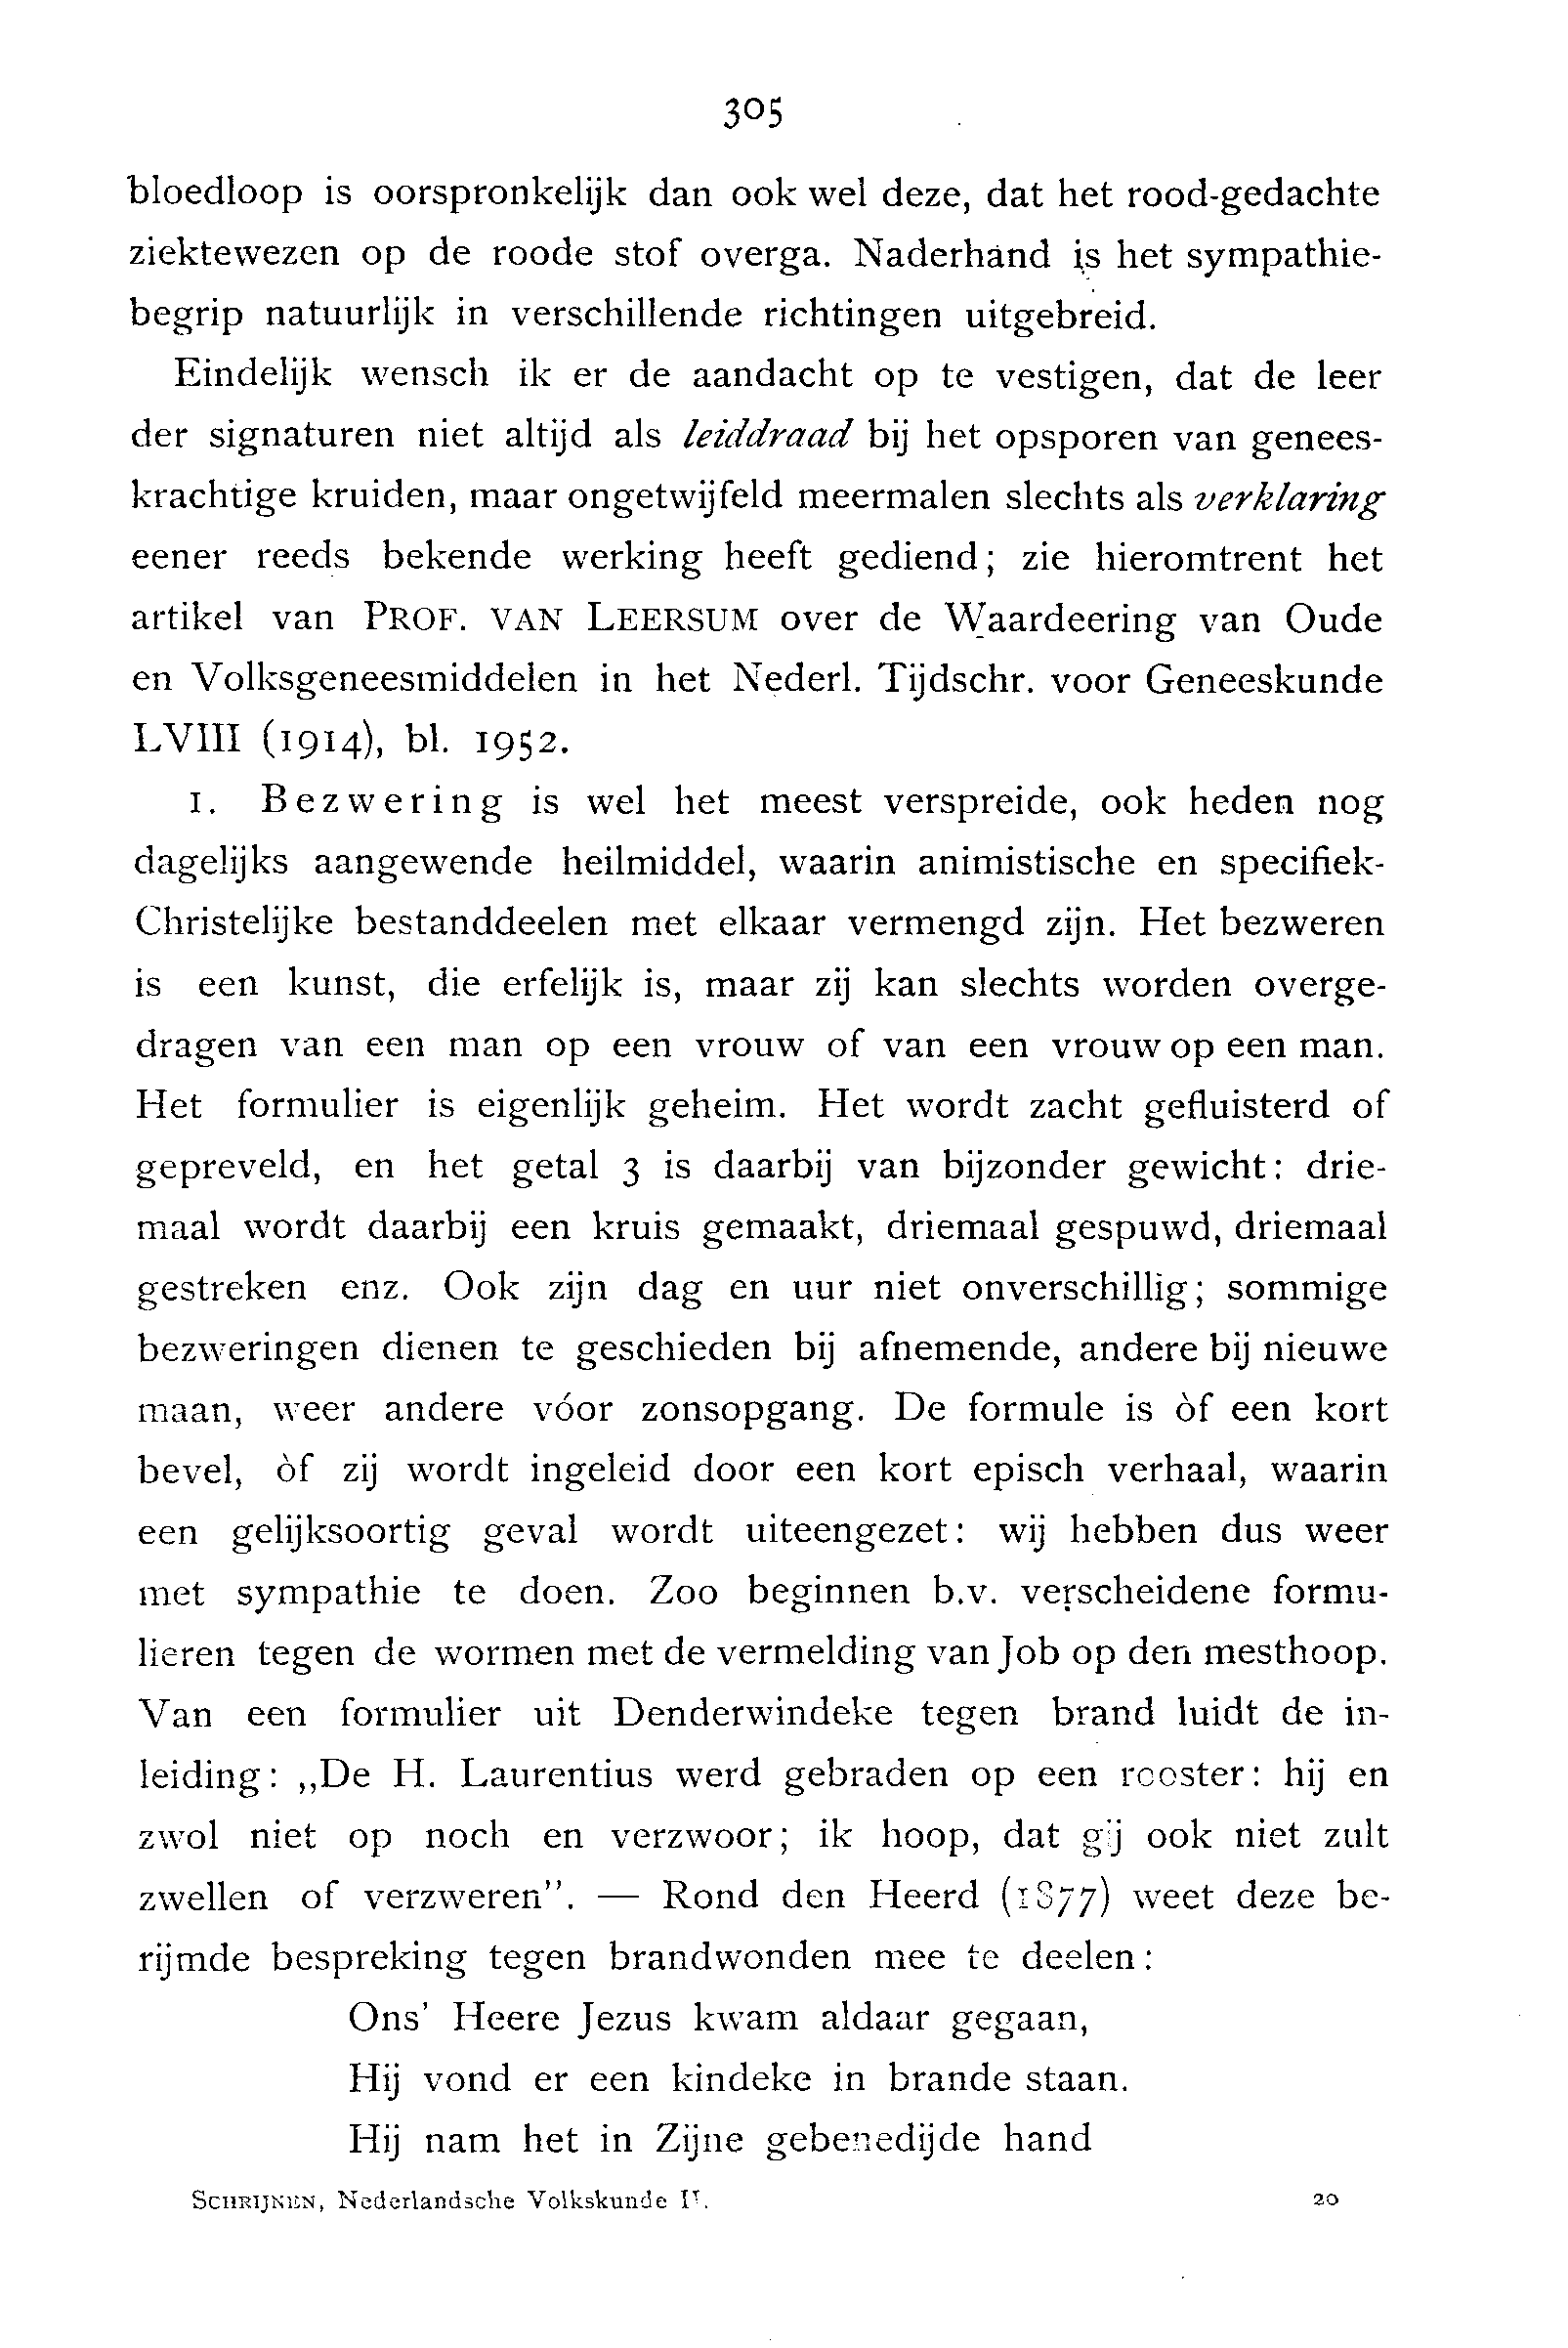 305
bloedloop is oorspronkelijk dan ook wel deze, dat het rood-gedachte
ziektewezen op de roode stof overga. Naderhand is het sympathie-
begrip natuurlijk in verschillende richtingen uitgebreid.
Eindelijk wensch ik er de aandacht op te vestigen, dat de leer
der signaturen niet altijd als leiddraad bij het opsporen van genees-
krachtige kruiden, maar ongetwijfeld meermalen slechts als verklaring
eener reeds bekende werking heeft gediend; zie hieromtrent het
artikel van PROF. VAN LEERSUM over de Waardeering van Oude
en Volksgeneesmiddelen in het Nederl. Tijdschr. voor Geneeskunde
LVIII (1914), bl. 1952.
1. Bezwering is wel het meest verspreide, ook heden nog
dagelijks aangewende heilmiddel, waarin animistische en specifiek-
Christelijke bestanddeelen met elkaar vermengd zijn. Het bezweren
is een kunst, die erfelijk is, maar zij kan slechts worden overge-
dragen van een man op een vrouw of van een vrouw op een man.
Het formulier is eigenlijk geheim. Het wordt zacht gefluisterd of
gepreveld, en het getal 3 is daarbij van bijzonder gewicht: drie-
maal wordt daarbij een kruis gemaakt, driemaal gespuwd, driemaal
gestreken enz. Ook zijn dag en uur niet onverschillig; sommige
bezweringen dienen te geschieden bij afnemende, andere bij nieuwe
maan, weer andere vóor zonsopgang. De formule is òf een kort
bevel, òf zij wordt ingeleid door een kort episch verhaal, waarin
een gelijksoortig geval wordt uiteengezet: wij hebben dus weer
met sympathie te doen. Zoo beginnen b.v. verscheidene formu-
lieren tegen de wormen met de vermelding van Job op den mesthoop.
Van een formulier uit Denderwindeke tegen brand luidt de in-
leiding: „De H. Laurentius werd gebraden op een rooster: hij en
zwol niet op noch en verzwoor; ik hoop, dat gij ook niet zult
zwellen of verzweren”. — Rond den Heerd (1877) weet deze be-
rijmde bespreking tegen brandwonden mee te deelen:
Ons’ Heere Jezus kwam aldaar gegaan,
Hij vond er een kindeke in brande staan.
Hij nam het in Zijne gebenedijde hand
SCHRIJNEN, Nederlandsche Volkskunde I¹. 20